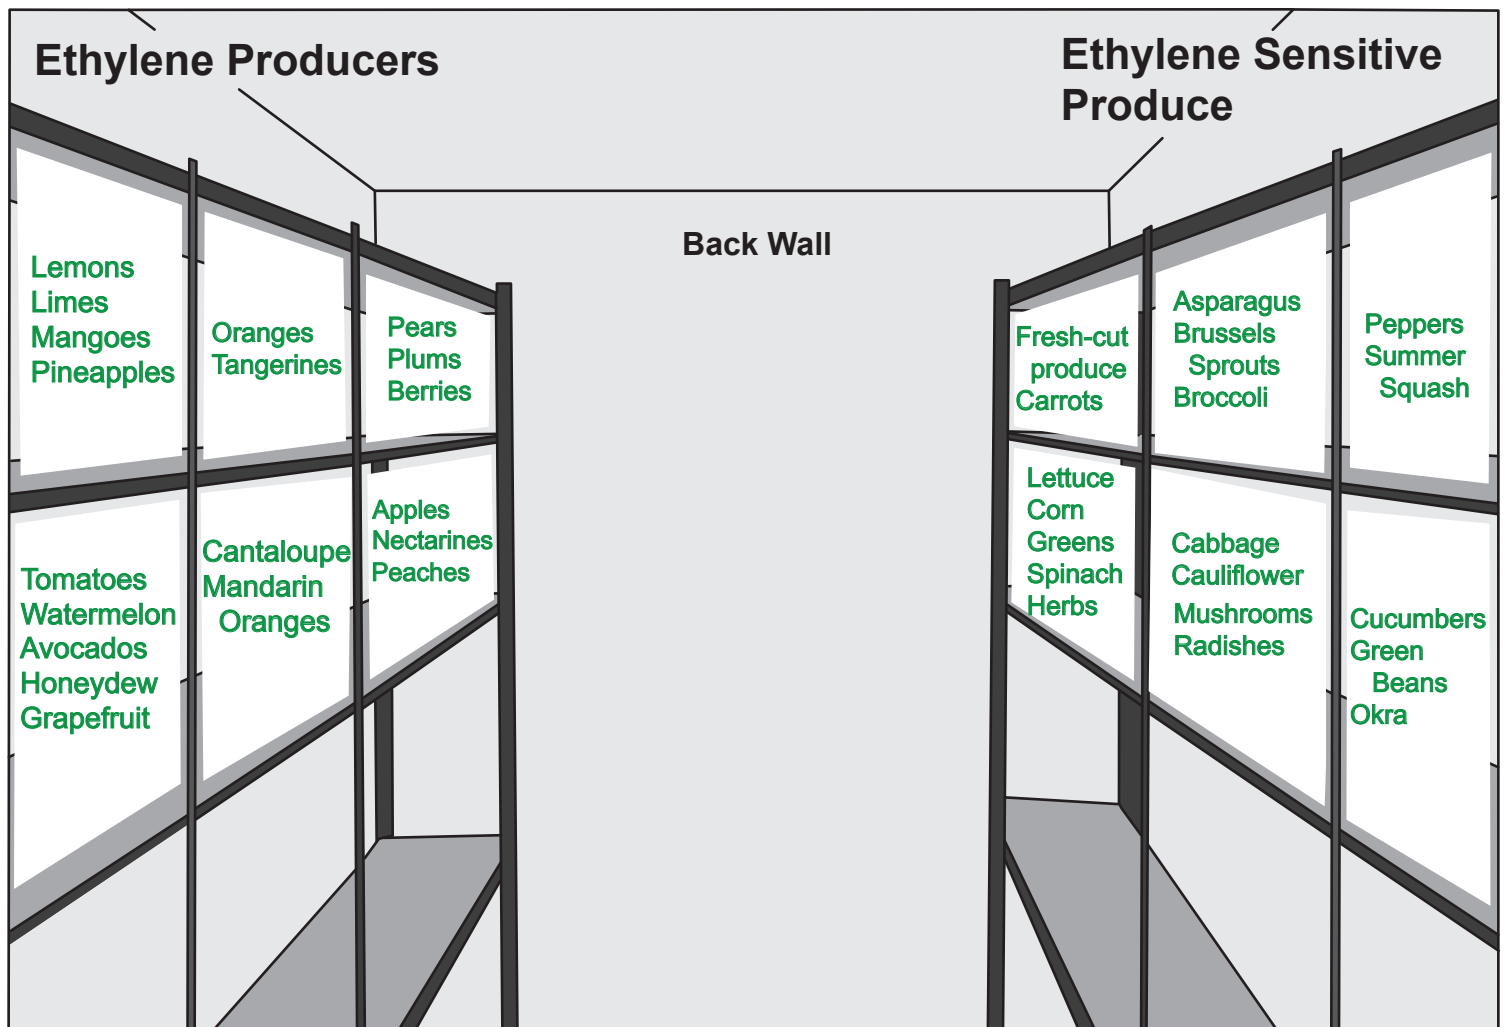 Ethylene Producers
Ethylene Sensitive
Produce
Back Wall
Lemons
Limes
Mangoes
Pineapples
Oranges
Tangerines
Pears
Plums
Berries
Tomatoes
Watermelon
Avocados
Honeydew
Grapefruit
Cantaloupe
Mandarin
Oranges
Apples
Nectarines
Peaches
Fresh-cut
produce
Carrots
Asparagus
Brussels
Sprouts
Broccoli
Peppers
Summer
Squash
Lettuce
Corn
Greens
Spinach
Herbs
Cabbage
Cauliflower
Mushrooms
Radishes
Cucumbers
Green
Beans
Okra